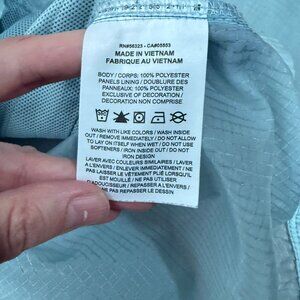 RN#56323 - CA#05553
MADE IN VIETNAM
FABRIQUE AU VIETNAM
BODY / CORPS: 100% POLYESTER
PANELS LINING / DOUBLURE DES
PANNEAUX: 100% POLYESTER
EXCLUSIVE OF DECORATION /
DECORATION NON COMPRISE
WASH WITH LIKE COLORS / WASH INSIDE
OUT / REMOVE IMMEDIATELY / DO NOT ALLOW
TO LAY ON ITSELF WHEN WET / DO NOT USE
SOFTENERS / IRON INSIDE OUT / DO NOT
IRON DESIGN
LAVER AVEC COULEURS SIMILAIRES / LAVER
À L'ENVERS / ENLEVER IMMÉDIATEMENT / NE
PAS LAISSER LE VÊTEMENT PLIÉ LORSQU'IL
EST MOUILLÉ / NE PAS UTILISER
D'ADOUCISSEUR / REPASSER À L'ENVERS /
NE PAS REPASSER LE DESSIN